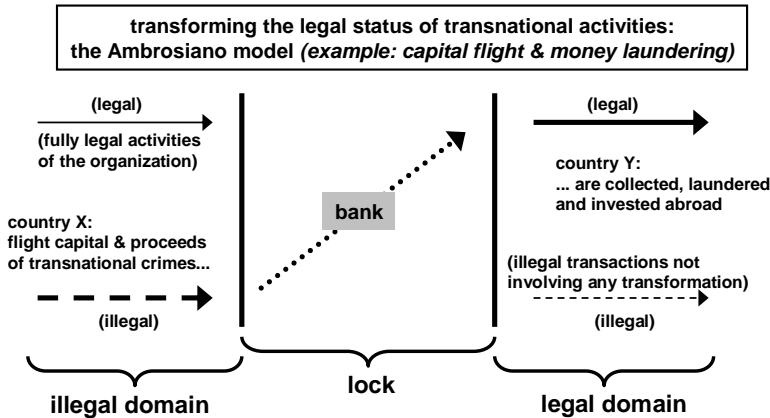 transforming the legal status of transnational activities:
the Ambrosiano model (example: capital flight & money laundering)
(legal)
(fully legal activities
of the organization)
country X:
flight capital & proceeds
of transnational crimes...
(illegal)
bank
(legal)
country Y:
... are collected, laundered
and invested abroad
(illegal transactions not
involving any transformation)
(illegal)
illegal domain
lock
legal domain